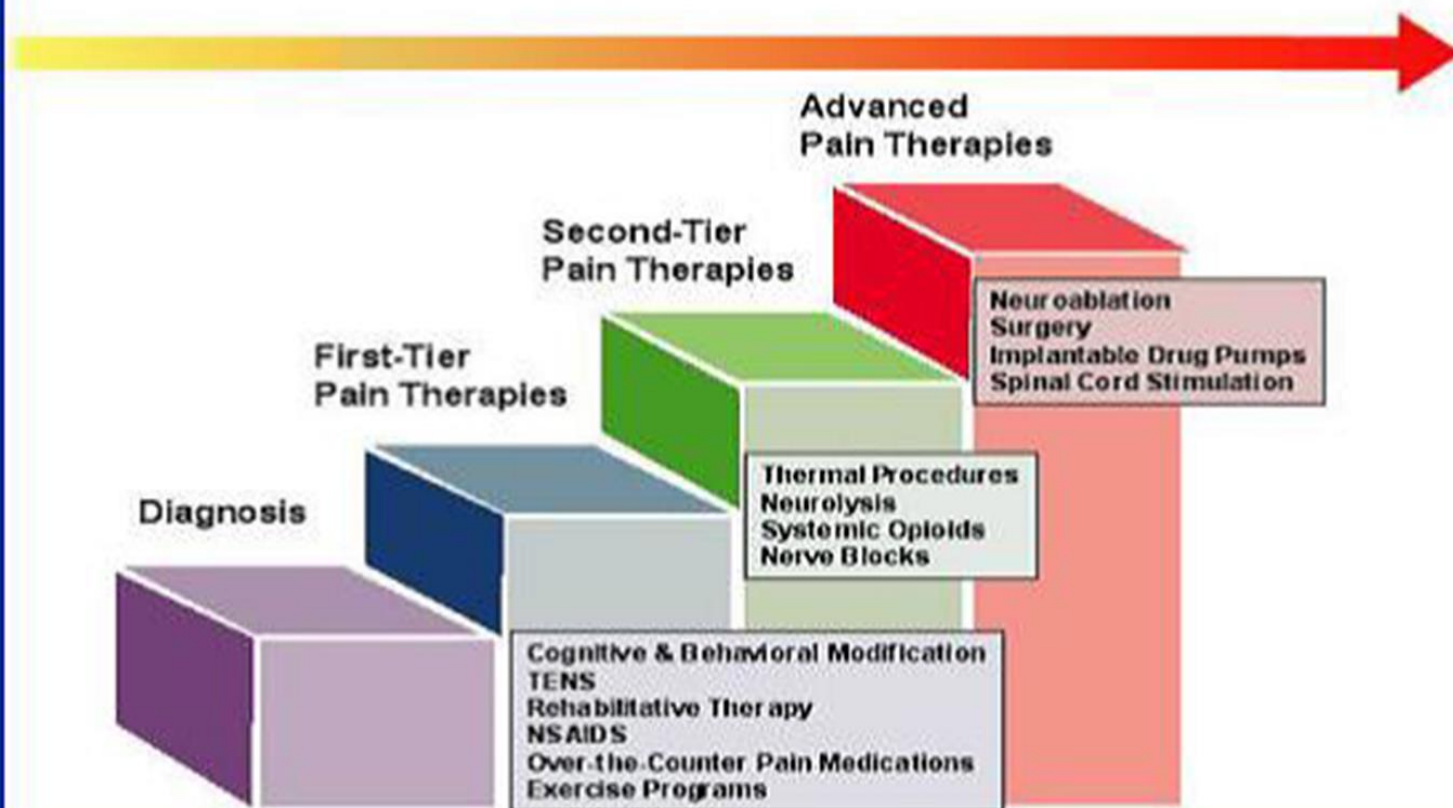 Advanced
Pain Therapies
Second-Tier
Pain Therapies
First-Tier
Pain Therapies
Diagnosis
Neuroablation
Surgery
Implantable Drug Pumps
Spinal Cord Stimulation
Thermal Procedures
Neurolysis
Systemic Opioids
Nerve Blocks
Cognitive & Behavioral Modification
TENS
Rehabilitative Therapy
NSAIDS
Over-the-Counter Pain Medications
Exercise Programs